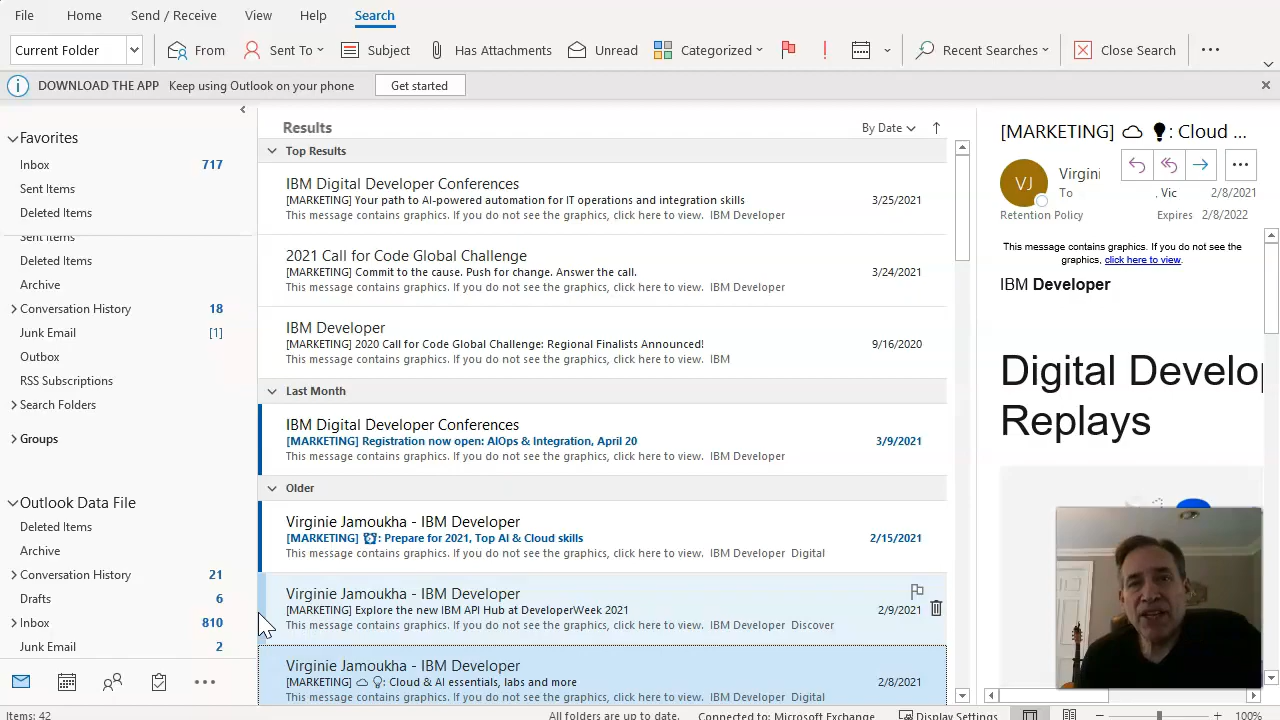 File Home Send / Receive View Help Search
Current Folder From Sent To Subject Has Attachments Unread Categorized Recent Searches Close Search
DOWNLOAD THE APP Keep using Outlook on your phone Get started
Favorites
Inbox 717
Sent Items
Deleted Items
Sent Items
Deleted Items
Archive
Conversation History 18
Junk Email [1]
Outbox
RSS Subscriptions
Search Folders
Groups
Outlook Data File
Deleted Items
Archive
Conversation History 21
Drafts 6
Inbox 810
Junk Email 2
Results By Date
Top Results
IBM Digital Developer Conferences
[MARKETING] Your path to AI-powered automation for IT operations and integration skills 3/25/2021
This message contains graphics. If you do not see the graphics, click here to view. IBM Developer
2021 Call for Code Global Challenge
[MARKETING] Commit to the cause. Push for change. Answer the call. 3/24/2021
This message contains graphics. If you do not see the graphics, click here to view. IBM Developer
IBM Developer
[MARKETING] 2020 Call for Code Global Challenge: Regional Finalists Announced! 9/16/2020
This message contains graphics. If you do not see the graphics, click here to view. IBM
Last Month
IBM Digital Developer Conferences
[MARKETING] Registration now open: AIOps & Integration, April 20 3/9/2021
This message contains graphics. If you do not see the graphics, click here to view. IBM Developer
Older
Virginie Jamoukha - IBM Developer
[MARKETING] ⏰: Prepare for 2021, Top AI & Cloud skills 2/15/2021
This message contains graphics. If you do not see the graphics, click here to view. IBM Developer Digital
Virginie Jamoukha - IBM Developer
[MARKETING] Explore the new IBM API Hub at DeveloperWeek 2021 2/9/2021
This message contains graphics. If you do not see the graphics, click here to view. IBM Developer Discover
Virginie Jamoukha - IBM Developer
[MARKETING] ☁ 💡: Cloud & AI essentials, labs and more 2/8/2021
This message contains graphics. If you do not see the graphics, click here to view. IBM Developer Digital
[MARKETING] ☁ 💡: Cloud ...
VJ Virgini
To . Vic 2/8/2021
Retention Policy Expires 2/8/2022
This message contains graphics. If you do not see the
graphics, click here to view.
IBM Developer
Digital Develop
Replays
Items: 42 All folders are up to date. Connected to: Microsoft Exchange Display Settings 100%